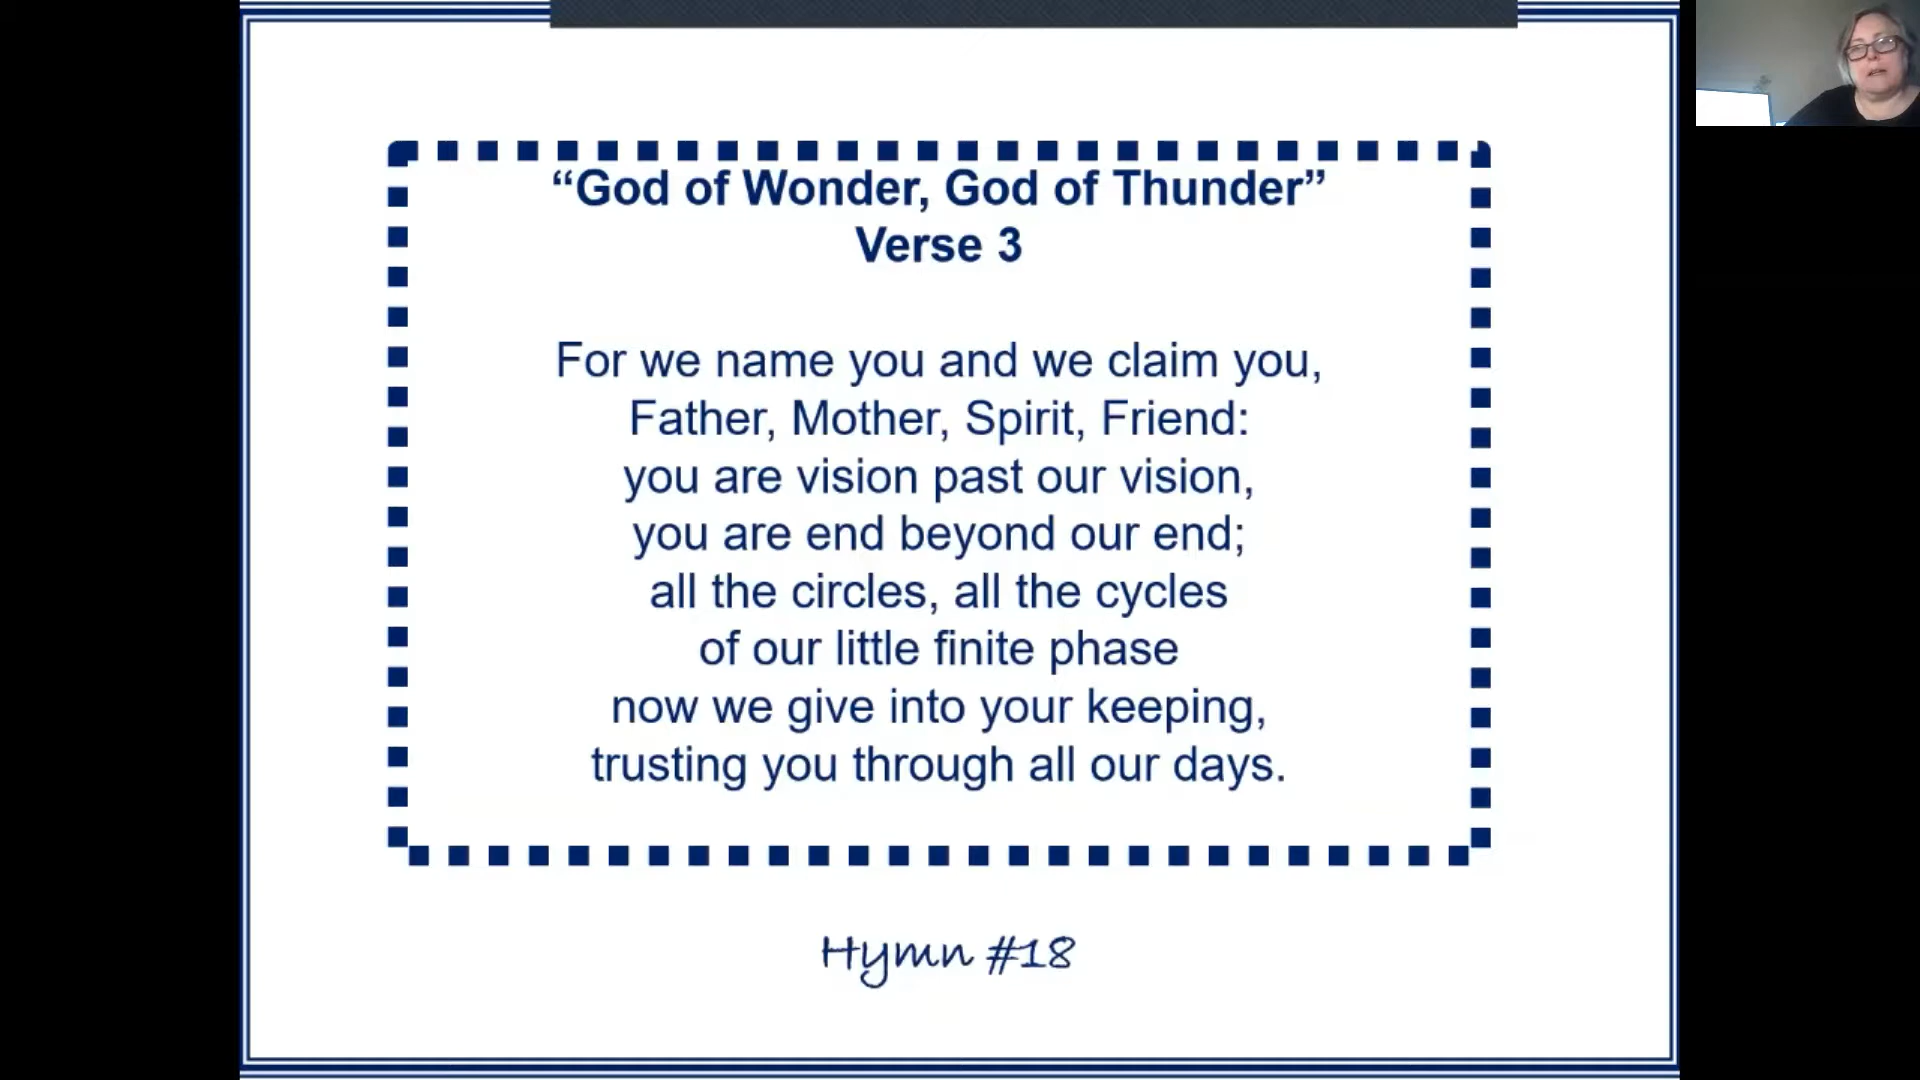 “God of Wonder, God of Thunder”
Verse 3
For we name you and we claim you,
Father, Mother, Spirit, Friend:
you are vision past our vision,
you are end beyond our end;
all the circles, all the cycles
of our little finite phase
now we give into your keeping,
trusting you through all our days.
Hymn #18